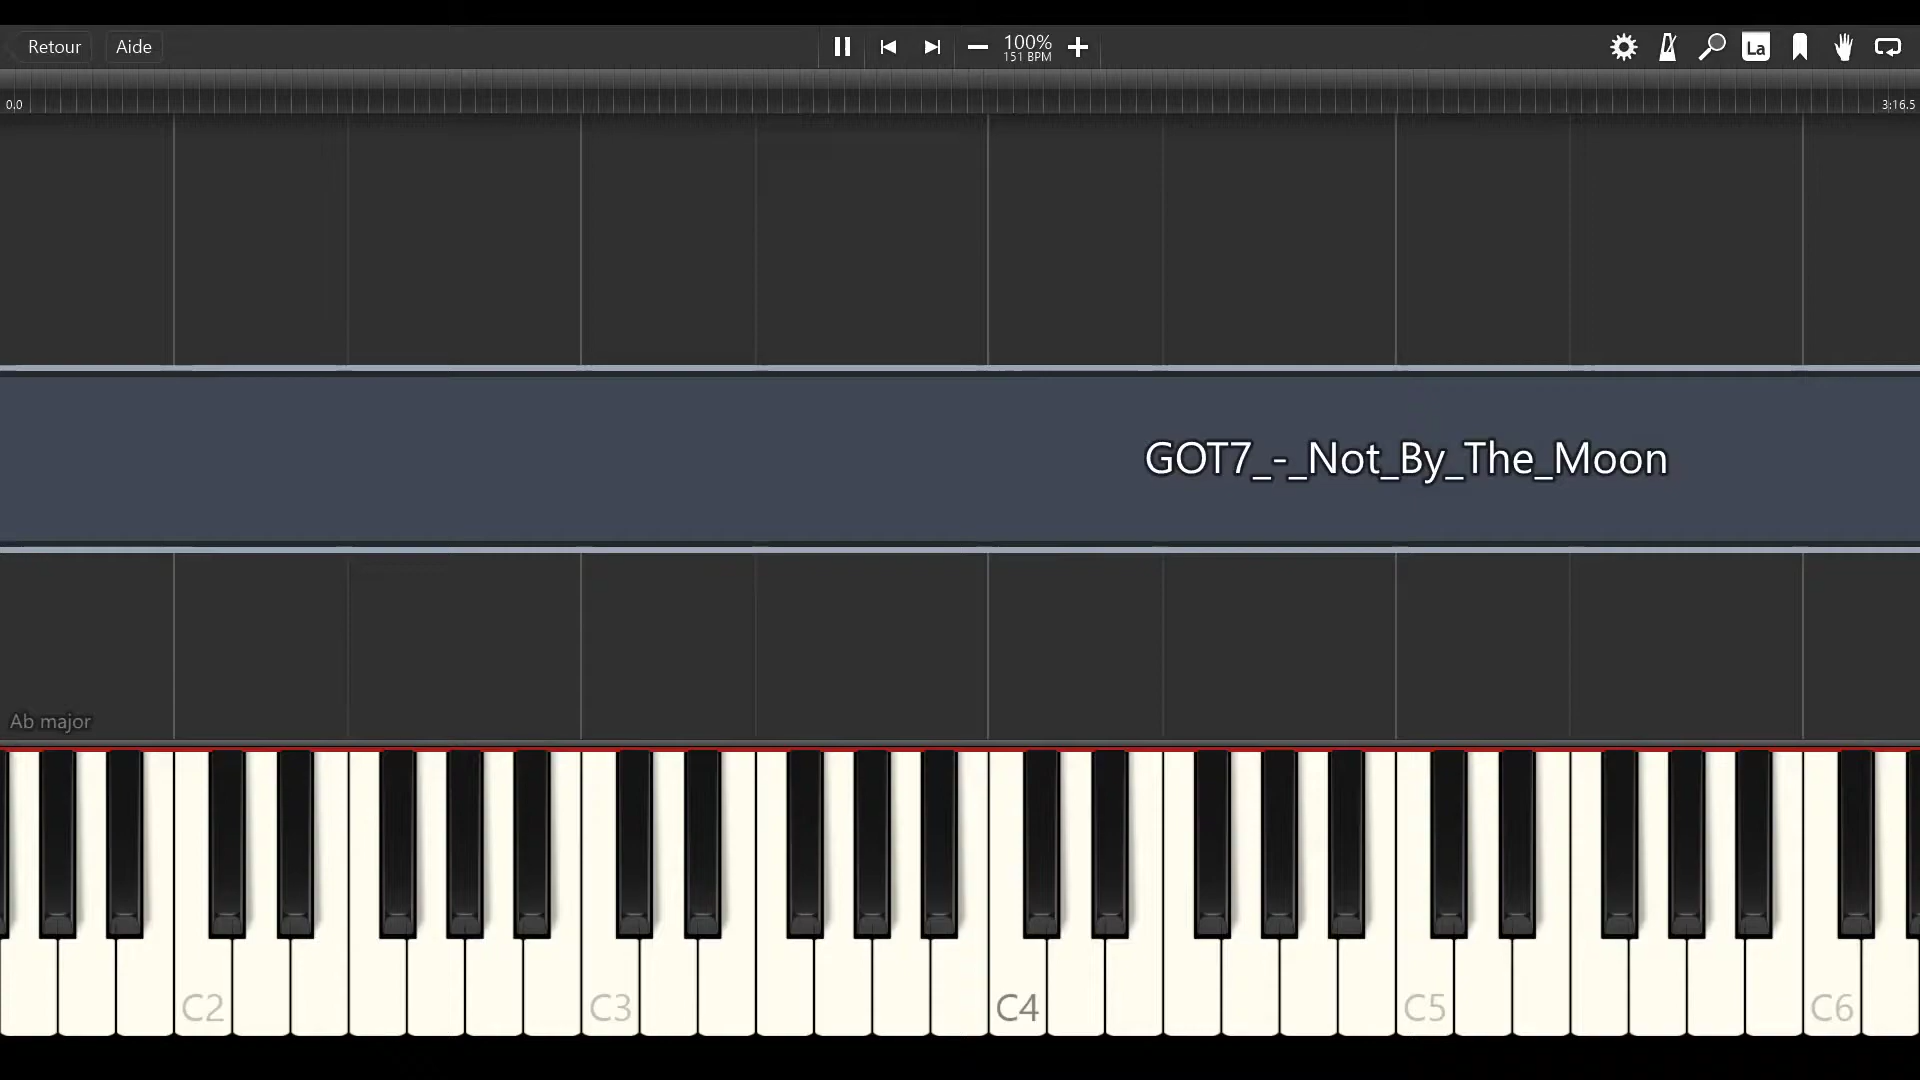 Retour Aide
100%
151 BPM
La
0.0 3:16.5
GOT7_-_Not_By_The_Moon
Ab major
C2 C3 C4 C5 C6